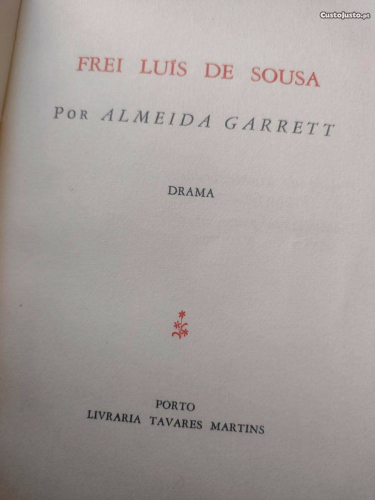 CustoJusto.pt
FREI LUÍS DE SOUSA
POR ALMEIDA GARRETT
DRAMA
PORTO
LIVRARIA TAVARES MARTINS